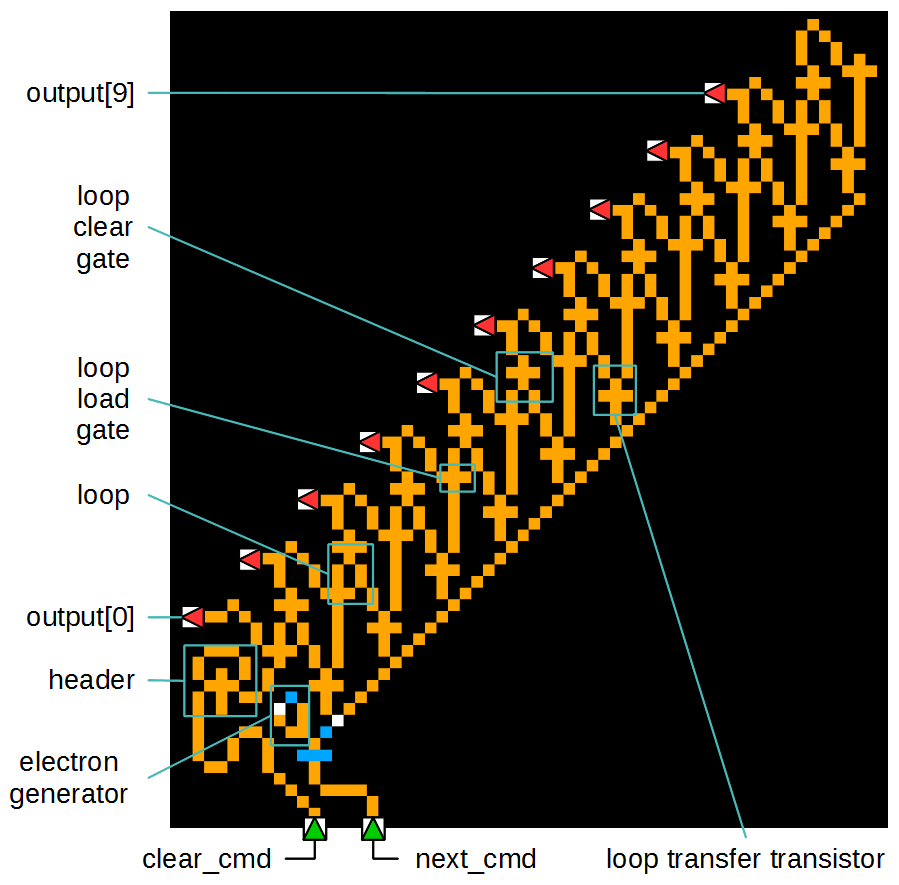 output[9]
loop
clear
gate
loop
load
gate
loop
output[0]
header
electron
generator
clear_cmd
next_cmd
loop transfer transistor